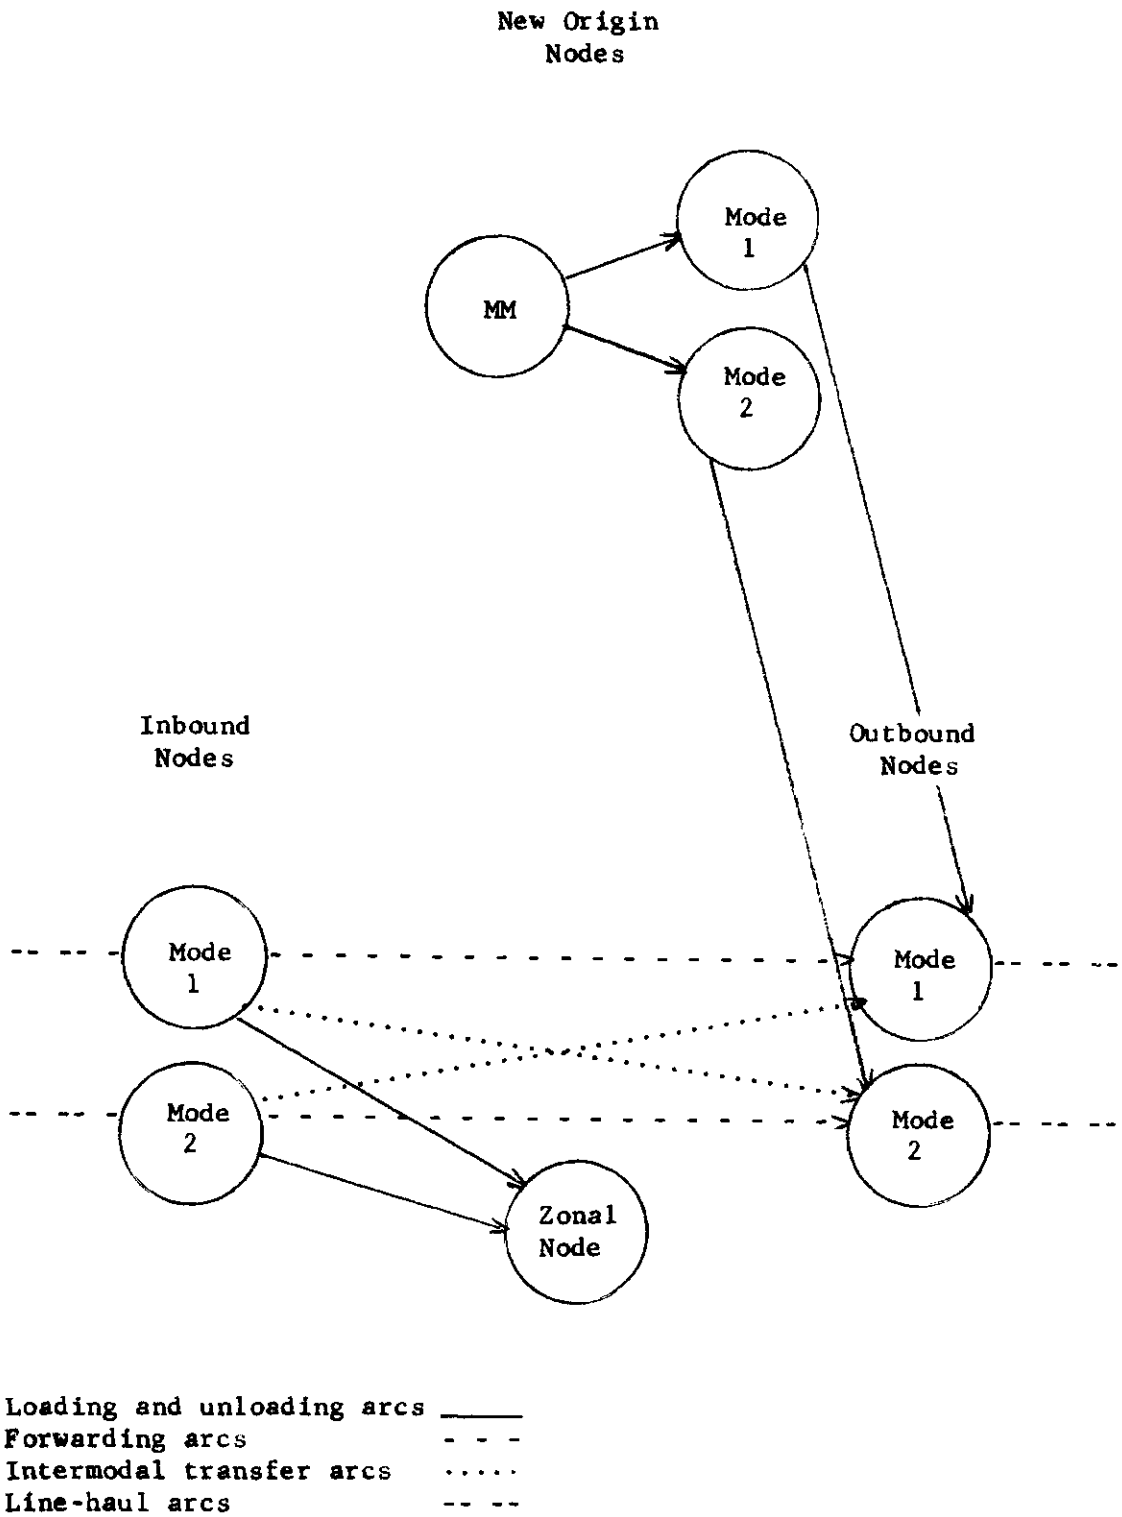 New Origin
Nodes
Mode
1
MM
Mode
2
Inbound
Nodes
Outbound
Nodes
Mode
1
Mode
1
Mode
2
Mode
2
Zonal
Node
Loading and unloading arcs
Forwarding arcs
Intermodal transfer arcs
Line-haul arcs